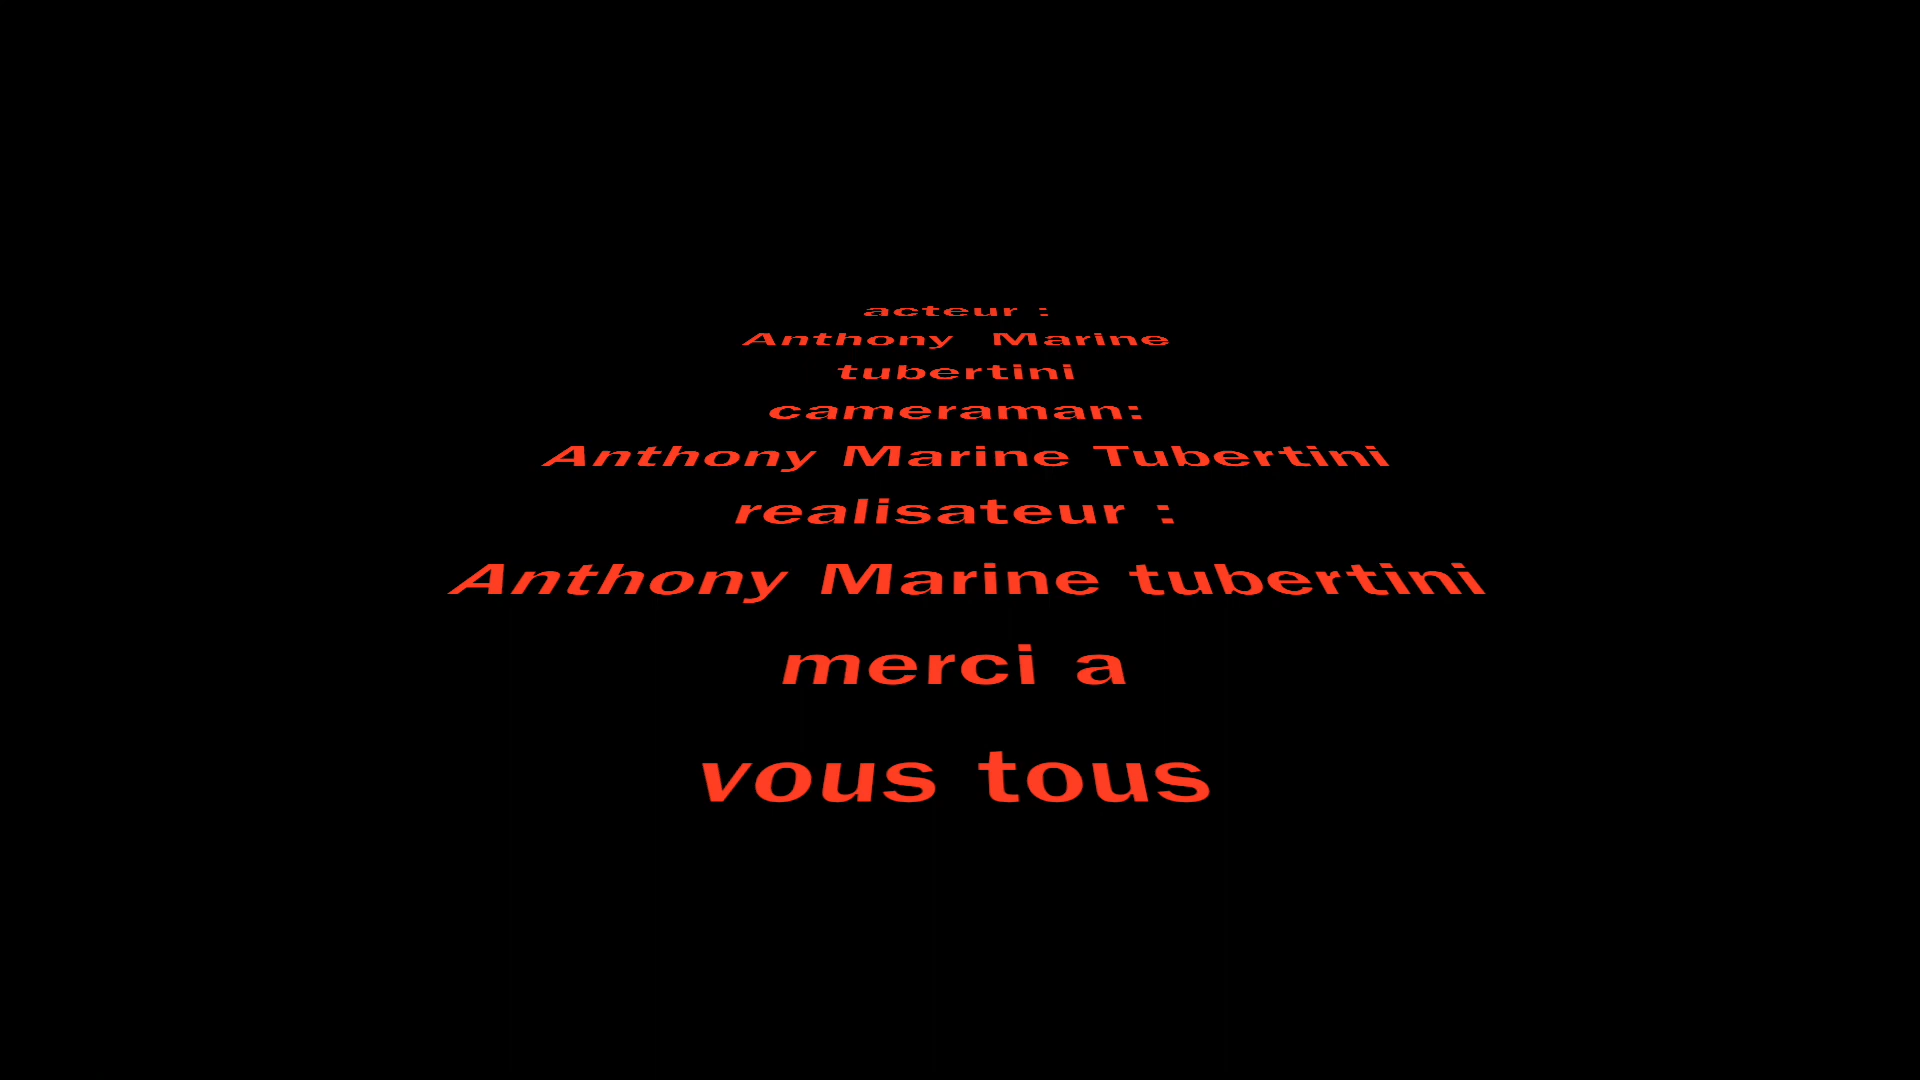 acteur :
Anthony Marine
tubertini
cameraman:
Anthony Marine Tubertini
realisateur :
Anthony Marine tubertini
merci a
vous tous